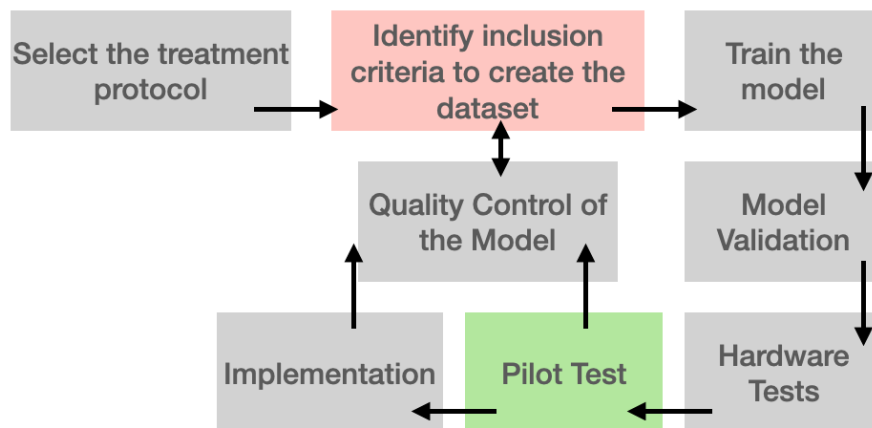 Select the treatment
protocol
Identify inclusion
criteria to create the
dataset
Train the
model
Quality Control of
the Model
Model
Validation
Implementation
Pilot Test
Hardware
Tests